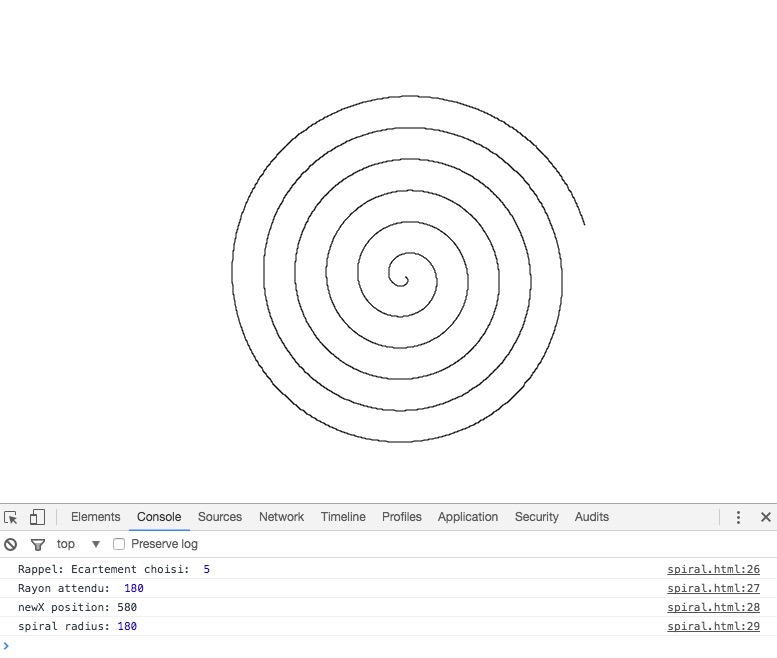 Elements Console Sources Network Timeline Profiles Application Security Audits
top Preserve log
Rappel: Ecartement choisi: 5 spiral.html:26
Rayon attendu: 180 spiral.html:27
newX position: 580 spiral.html:28
spiral radius: 180 spiral.html:29